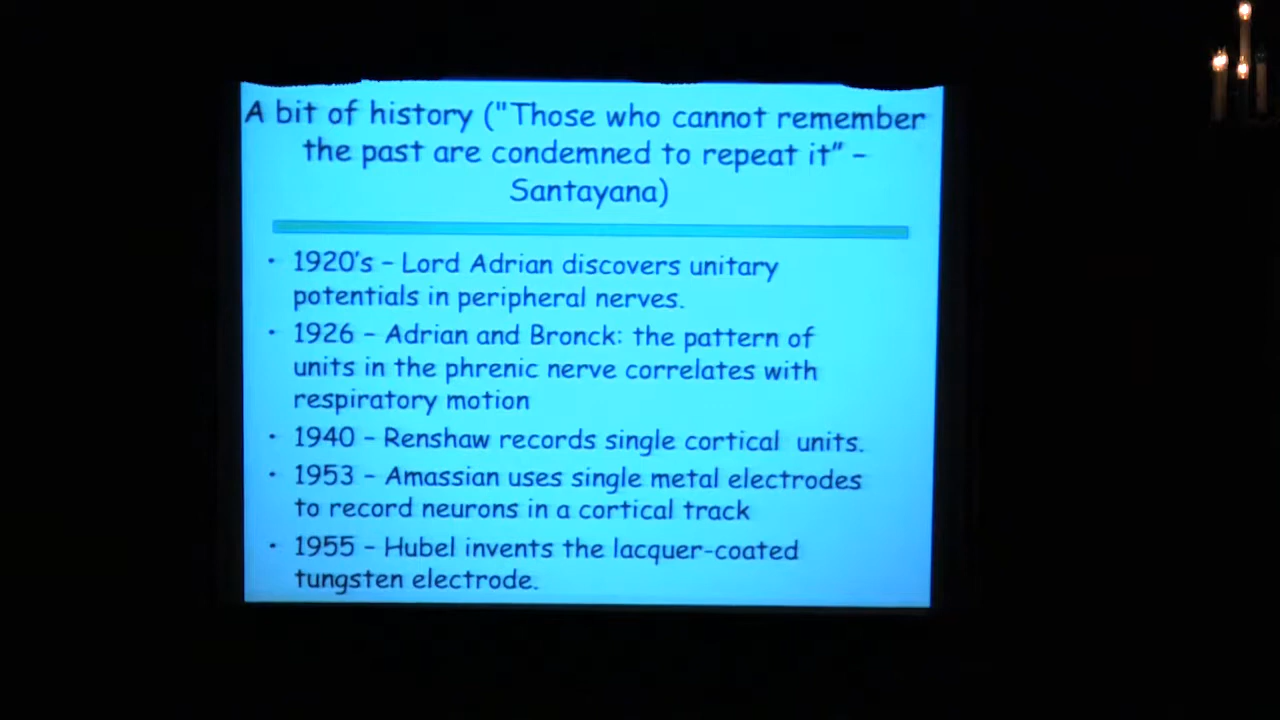 A bit of history ("Those who cannot remember
the past are condemned to repeat it” –
Santayana)
• 1920’s – Lord Adrian discovers unitary
potentials in peripheral nerves.
• 1926 – Adrian and Bronck: the pattern of
units in the phrenic nerve correlates with
respiratory motion
• 1940 – Renshaw records single cortical units.
• 1953 – Amassian uses single metal electrodes
to record neurons in a cortical track
• 1955 – Hubel invents the lacquer-coated
tungsten electrode.